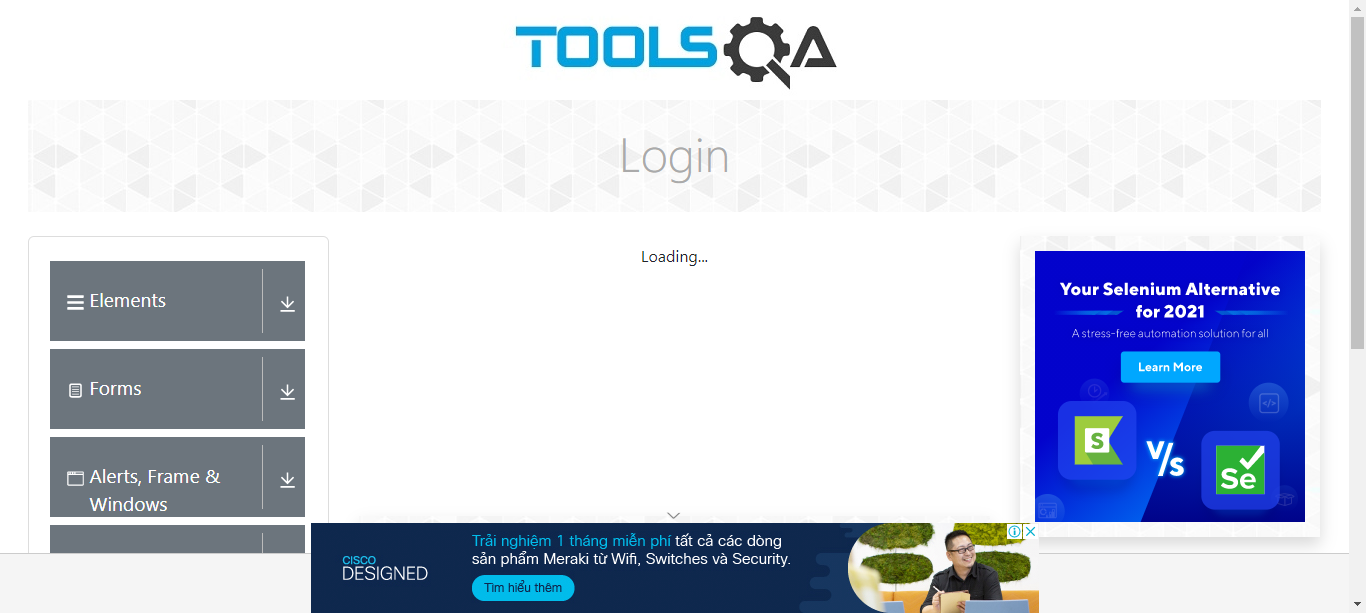 TOOLSQA
Login
Elements
Forms
Alerts, Frame &
Windows
Loading...
Your Selenium Alternative
for 2021
A stress-free automation solution for all
Learn More
S
V/s
Se
CISCO
DESIGNED
Trải nghiệm 1 tháng miễn phí tất cả các dòng
sản phẩm Meraki từ Wifi, Switches và Security.
Tìm hiểu thêm